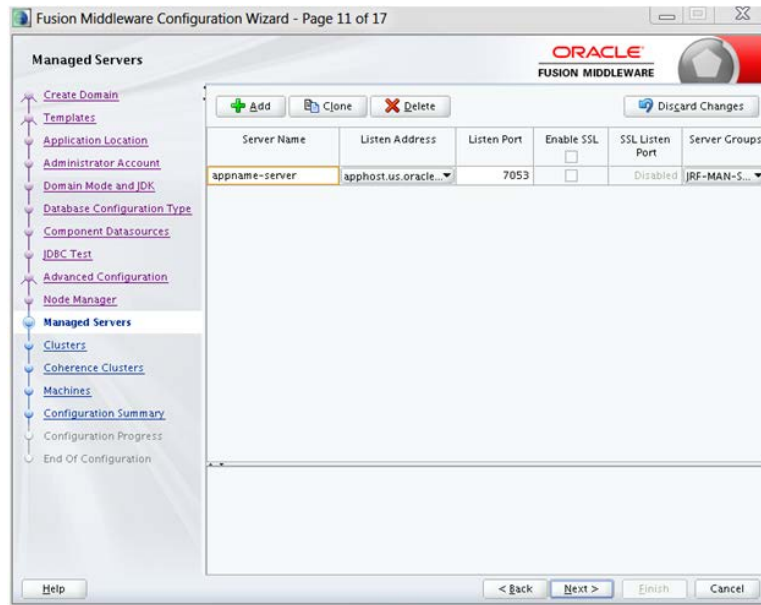 Fusion Middleware Configuration Wizard - Page 11 of 17
Managed Servers
ORACLE
FUSION MIDDLEWARE
Create Domain
Templates
Application Location
Administrator Account
Domain Mode and JDK
Database Configuration Type
Component Datasources
JDBC Test
Advanced Configuration
Node Manager
Managed Servers
Clusters
Coherence Clusters
Machines
Configuration Summary
Configuration Progress
End Of Configuration
Add Clone Delete Discard Changes
Server Name Listen Address Listen Port Enable SSL SSL Listen Port Server Groups
appname-server apphost.us.oracle... 7053 Disabled JRF-MAN-S...
Help < Back Next > Finish Cancel